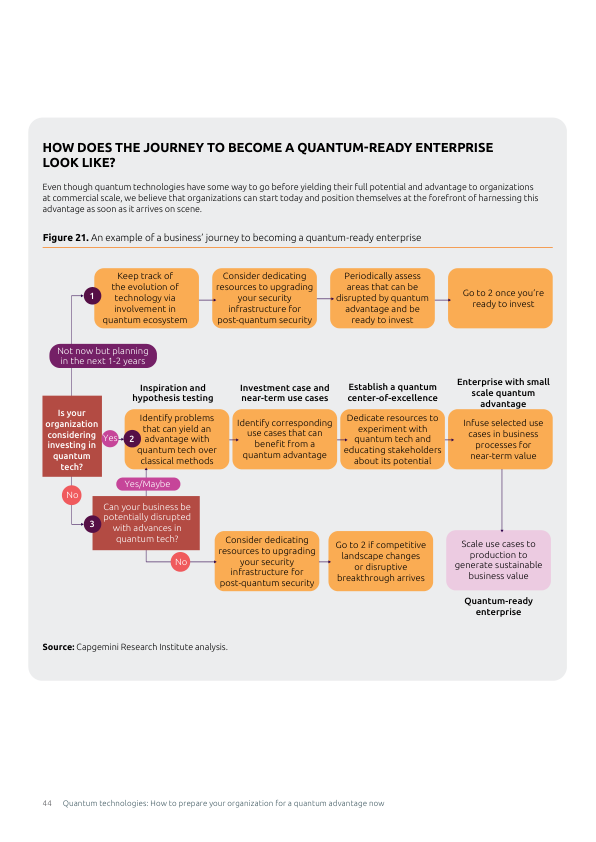 HOW DOES THE JOURNEY TO BECOME A QUANTUM-READY ENTERPRISE
LOOK LIKE?
Even though quantum technologies have some way to go before yielding their full potential and advantage to organizations
at commercial scale, we believe that organizations can start today and position themselves at the forefront of harnessing this
advantage as soon as it arrives on scene.
Figure 21. An example of a business’ journey to becoming a quantum-ready enterprise
1
Keep track of
the evolution of
technology via
involvement in
quantum ecosystem
Consider dedicating
resources to upgrading
your security
infrastructure for
post-quantum security
Periodically assess
areas that can be
disrupted by quantum
advantage and be
ready to invest
Go to 2 once you’re
ready to invest
Not now but planning
in the next 1-2 years
Is your
organization
considering
investing in
quantum
tech?
Yes
2
Inspiration and
hypothesis testing
Identify problems
that can yield an
advantage with
quantum tech over
classical methods
Investment case and
near-term use cases
Identify corresponding
use cases that can
benefit from a
quantum advantage
Establish a quantum
center-of-excellence
Dedicate resources to
experiment with
quantum tech and
educating stakeholders
about its potential
Enterprise with small
scale quantum
advantage
Infuse selected use
cases in business
processes for
near-term value
Yes/Maybe
No
3
Can your business be
potentially disrupted
with advances in
quantum tech?
No
Consider dedicating
resources to upgrading
your security
infrastructure for
post-quantum security
Go to 2 if competitive
landscape changes
or disruptive
breakthrough arrives
Scale use cases to
production to
generate sustainable
business value
Quantum-ready
enterprise
Source: Capgemini Research Institute analysis.
44 Quantum technologies: How to prepare your organization for a quantum advantage now